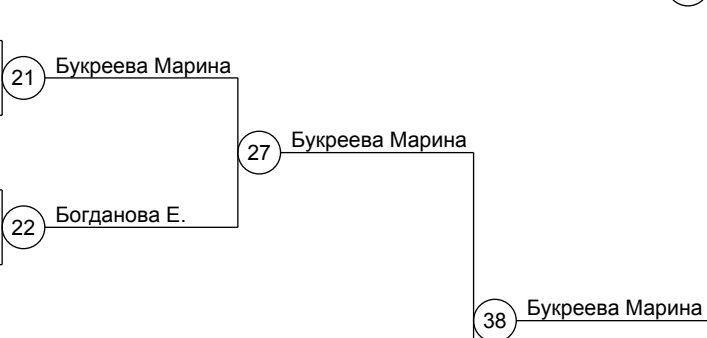 21 Букреева Марина
27 Букреева Марина
22 Богданова Е.
38 Букреева Марина